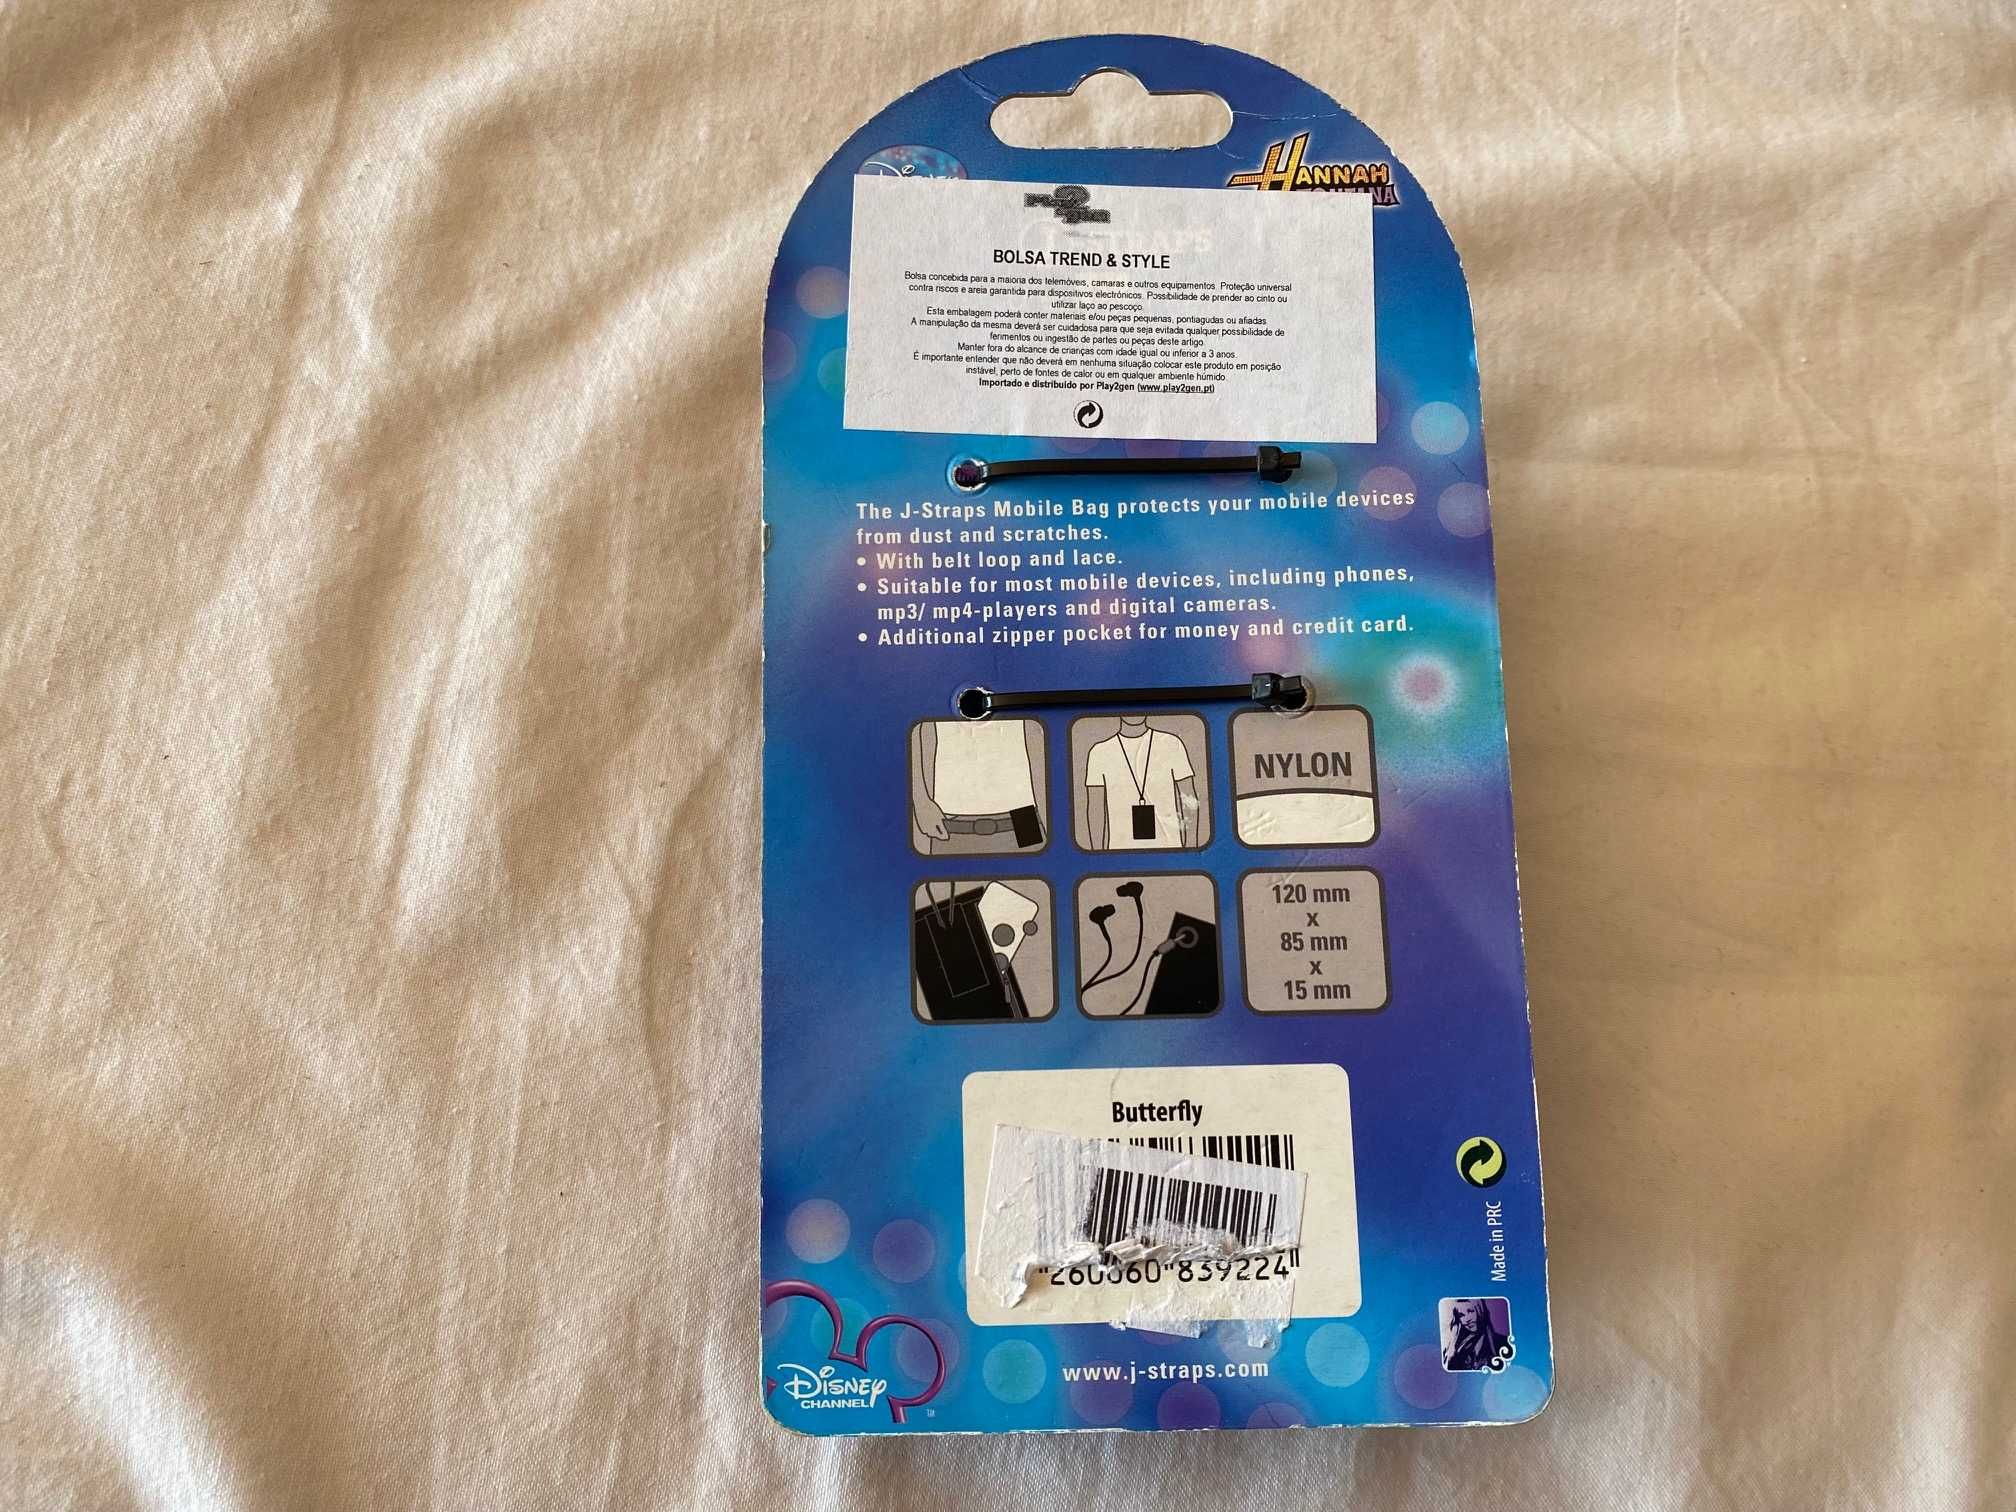 DISNEY
HANNAH
MONTANA
Play2gen
BOLSA TREND & STYLE
Bolsa concebida para a maioria dos telemóveis, camaras e outros equipamentos. Proteção universal
contra riscos e areia garantida para dispositivos electrónicos. Possibilidade de prender ao cinto ou
utilizar laço ao pescoço.
Esta embalagem poderá conter materiais e/ou peças pequenas, pontiagudas ou afiadas.
A manipulação da mesma deverá ser cuidadosa para que seja evitada qualquer possibilidade de
ferimentos ou ingestão de partes ou peças deste artigo.
Manter fora do alcance de crianças com idade igual ou inferior a 3 anos.
É importante entender que não deverá em nenhuma situação colocar este produto em posição
instável, perto de fontes de calor ou em qualquer ambiente húmido.
Importado e distribuido por Play2gen (www.play2gen.pt)
The J-Straps Mobile Bag protects your mobile devices
from dust and scratches.
• With belt loop and lace.
• Suitable for most mobile devices, including phones,
mp3/ mp4-players and digital cameras.
• Additional zipper pocket for money and credit card.
NYLON
120 mm
x
85 mm
x
15 mm
Butterfly
"260060"839224"
Made in PRC
www.j-straps.com
DISNEY
CHANNEL
TM